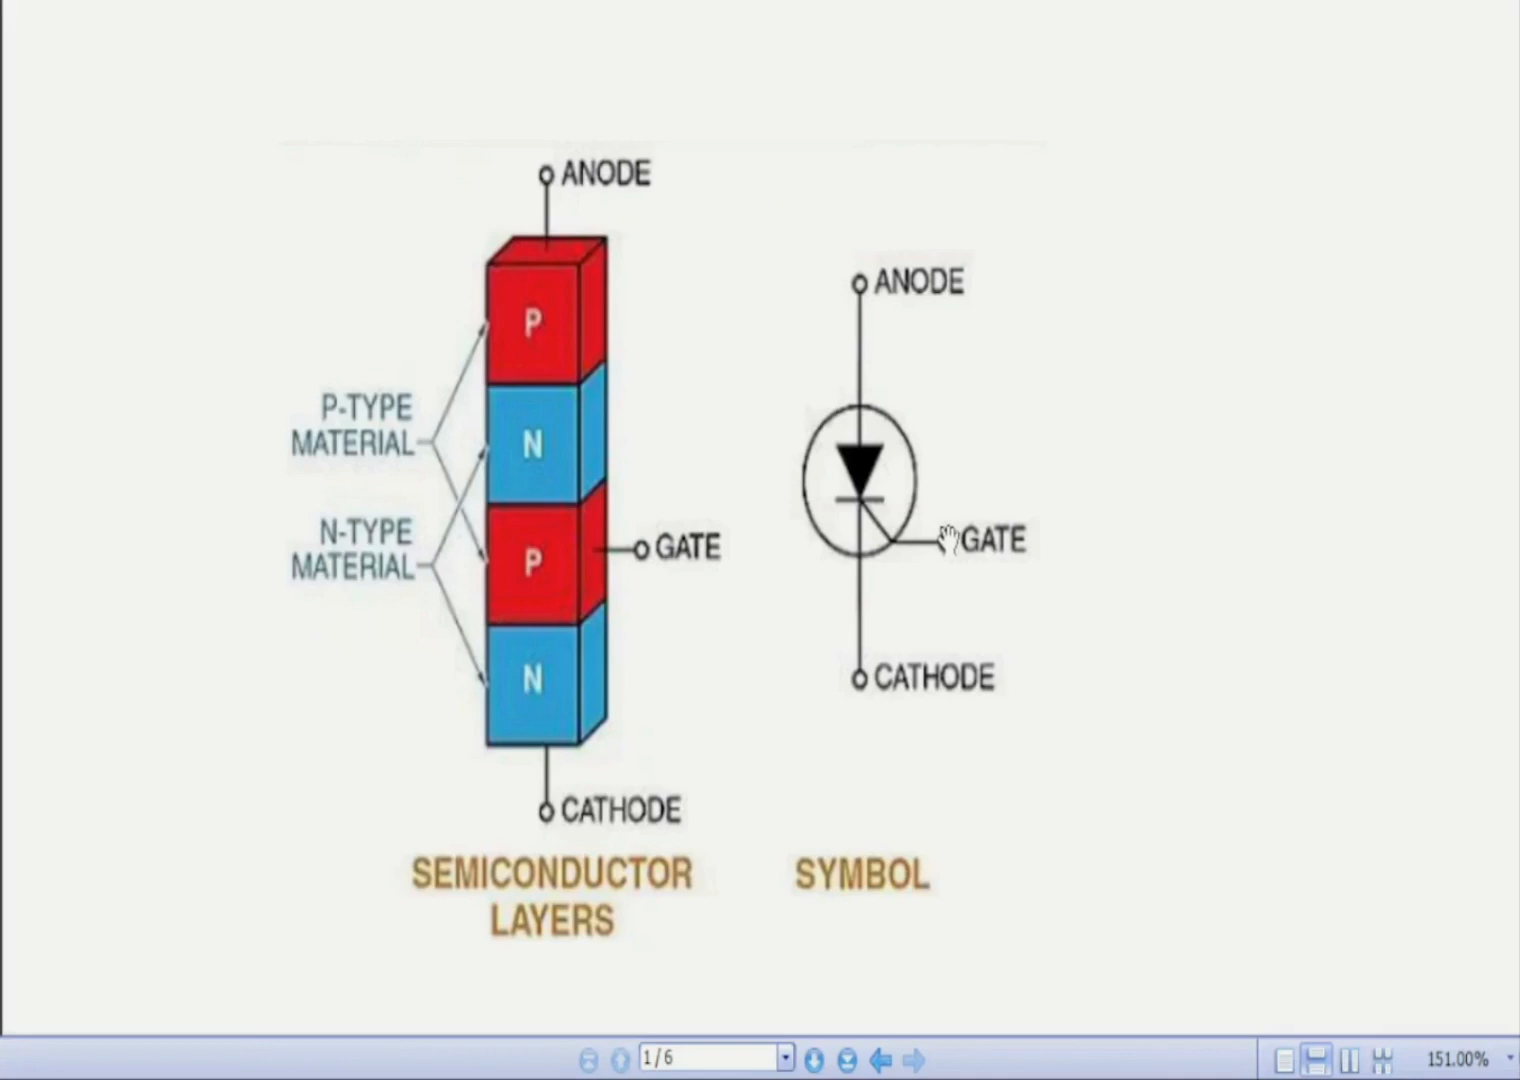 ANODE
P
P-TYPE
MATERIAL
N
N-TYPE
MATERIAL
P
GATE
N
CATHODE
SEMICONDUCTOR
LAYERS
ANODE
GATE
CATHODE
SYMBOL
1/6
151.00%